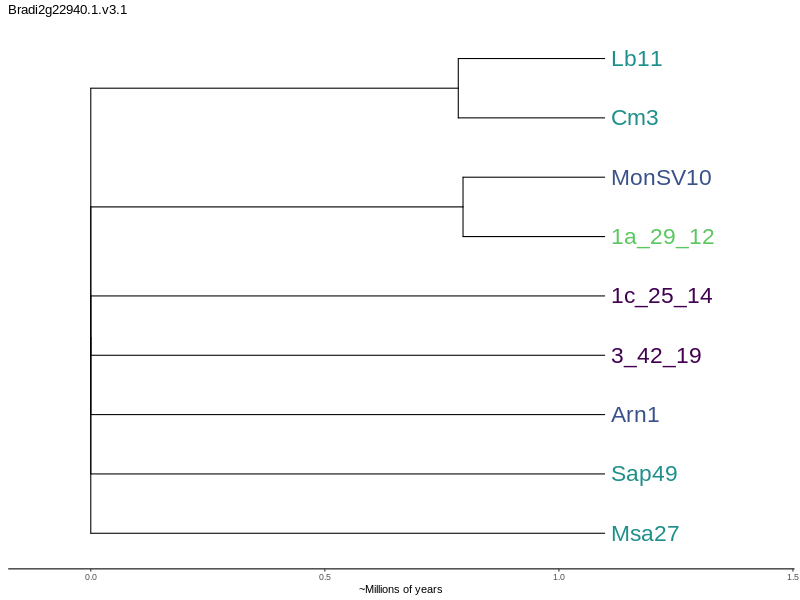 Bradi2g22940.1.v3.1
Lb11
Cm3
MonSV10
1a_29_12
1c_25_14
3_42_19
Arn1
Sap49
Msa27
0.0 0.5 1.0 1.5
~Millions of years